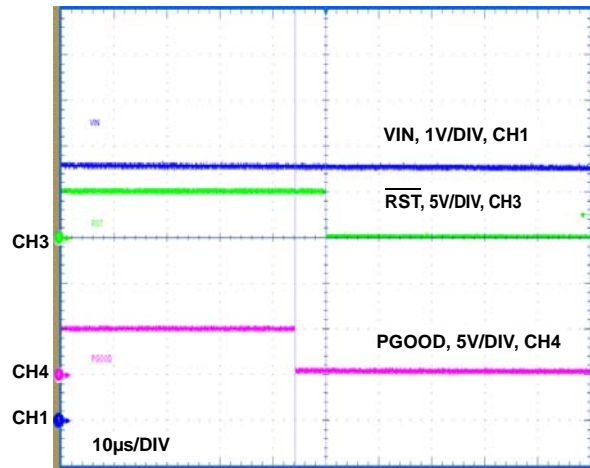 VIN
VIN, 1V/DIV, CH1
RST, 5V/DIV, CH3
RST
CH3
PGOOD, 5V/DIV, CH4
PGOOD
CH4
CH1
10µs/DIV